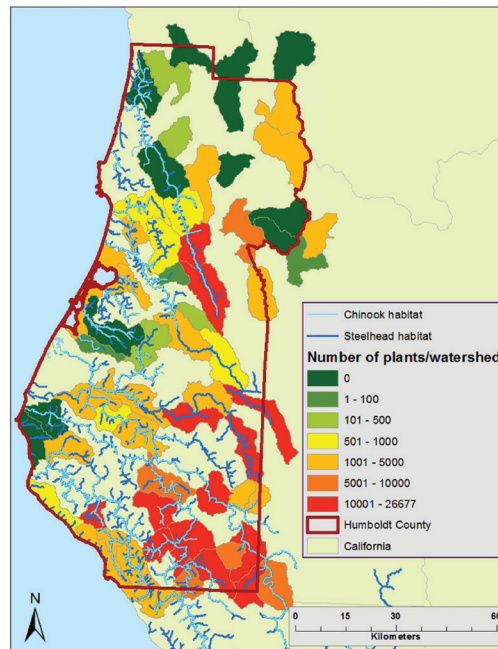 Chinook habitat
Steelhead habitat
Number of plants/watershed
0
1 - 100
101 - 500
501 - 1000
1001 - 5000
5001 - 10000
10001 - 26677
Humboldt County
California
N
0 15 30 60
Kilometers